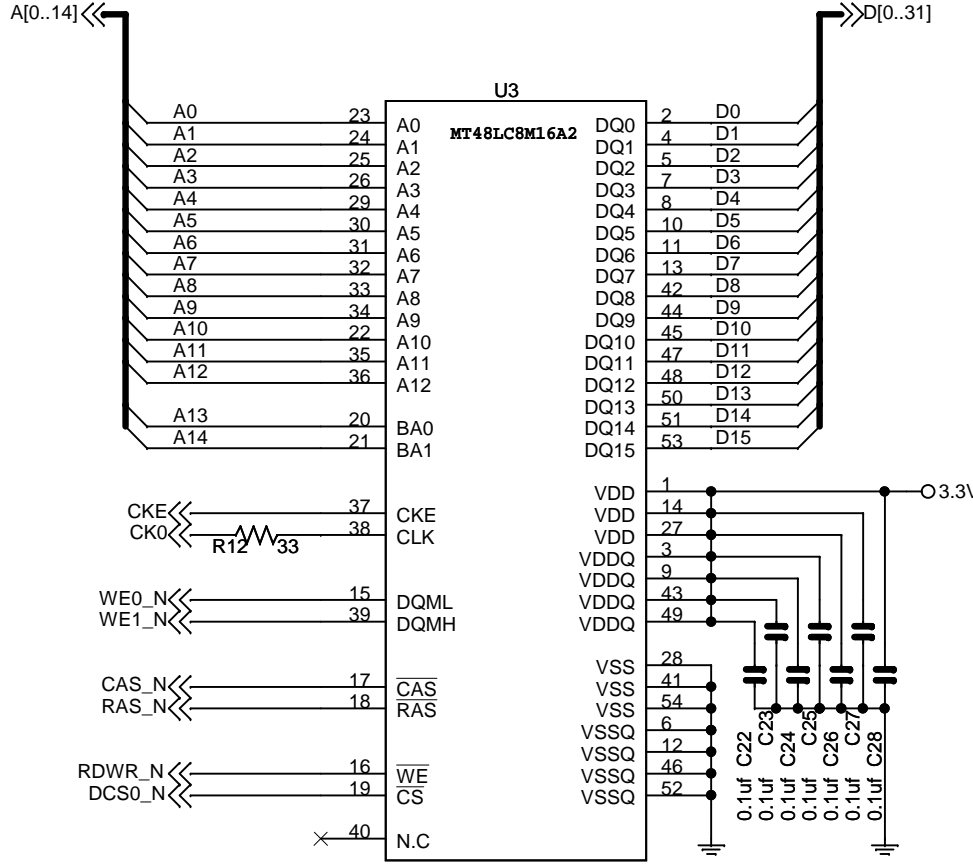 A[0..14]
D[0..31]
U3
MT48LC8M16A2
A0 23 A0 DQ0 2 D0
A1 24 A1 DQ1 4 D1
A2 25 A2 DQ2 5 D2
A3 26 A3 DQ3 7 D3
A4 29 A4 DQ4 8 D4
A5 30 A5 DQ5 10 D5
A6 31 A6 DQ6 11 D6
A7 32 A7 DQ7 13 D7
A8 33 A8 DQ8 42 D8
A9 34 A9 DQ9 44 D9
A10 22 A10 DQ10 45 D10
A11 35 A11 DQ11 47 D11
A12 36 A12 DQ12 48 D12
DQ13 50 D13
A13 20 BA0 DQ14 51 D14
A14 21 BA1 DQ15 53 D15
VDD 1 3.3V
CKE 37 CKE VDD 14
CK0 R12 33 38 CLK VDD 27
VDDQ 3
VDDQ 9
WE0_N 15 DQML VDDQ 43
WE1_N 39 DQMH VDDQ 49
VSS 28
CAS_N 17 CAS VSS 41
RAS_N 18 RAS VSS 54
VSSQ 6
VSSQ 12
RDWR_N 16 WE VSSQ 46
DCS0_N 19 CS VSSQ 52
40 N.C
0.1uf C22
0.1uf C23
0.1uf C24
0.1uf C25
0.1uf C26
0.1uf C27
0.1uf C28